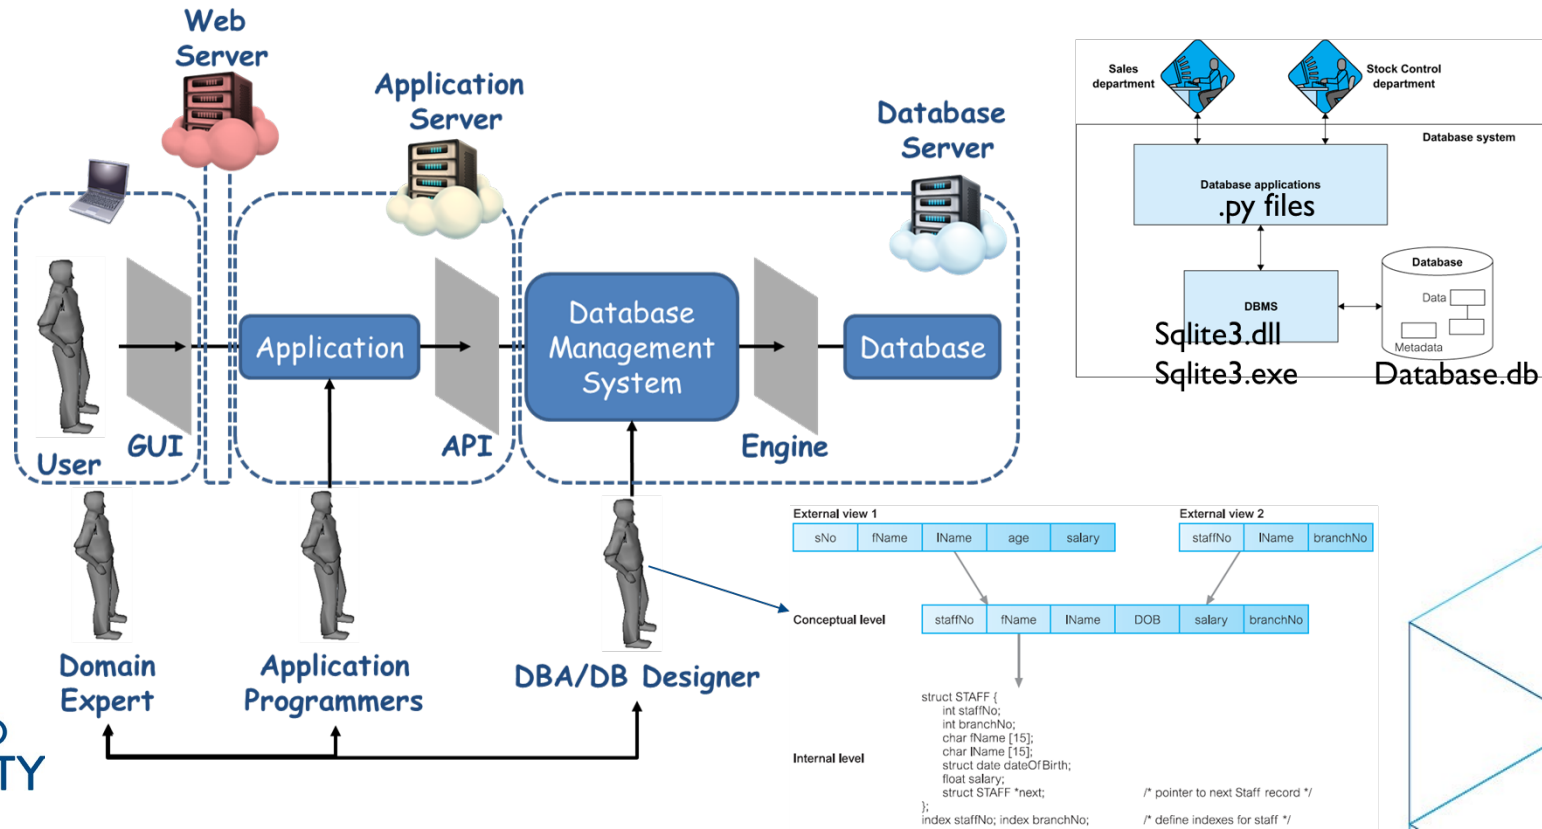 Web
Server
Application
Server
Database
Server
Application
Database
Management
System
Database
User
GUI
API
Engine
Domain
Expert
Application
Programmers
DBA/DB Designer
TY
Sales
department
Stock Control
department
Database system
Database applications
.py files
DBMS
Sqlite3.dll
Sqlite3.exe
Database
Data
Metadata
Database.db
External view 1
sNo fName lName age salary
External view 2
staffNo lName branchNo
Conceptual level
staffNo fName lName DOB salary branchNo
Internal level
struct STAFF {
int staffNo;
int branchNo;
char fName [15];
char lName [15];
struct date dateOfBirth;
float salary;
struct STAFF *next; /* pointer to next Staff record */
};
index staffNo; index branchNo; /* define indexes for staff */